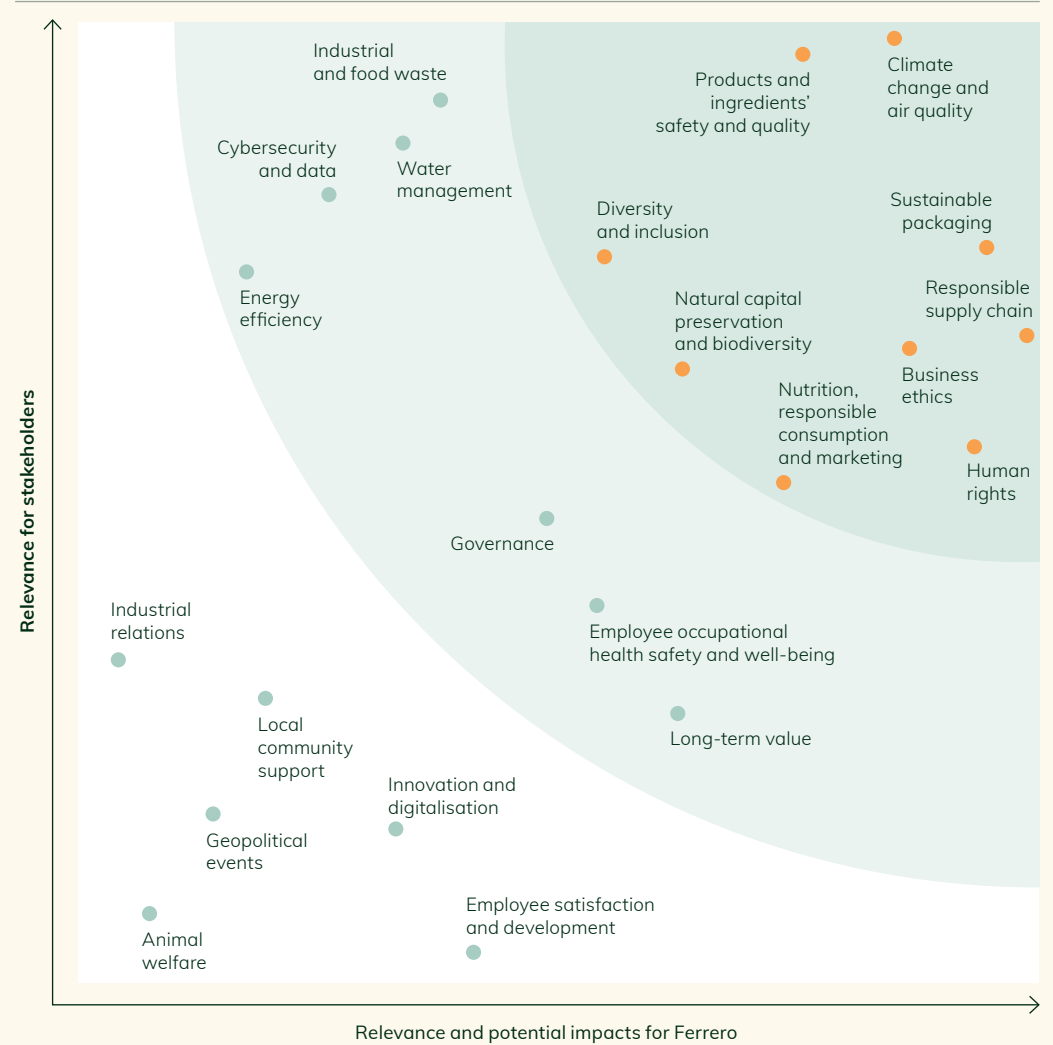 Industrial
and food waste
Products and
ingredients’
safety and quality
Climate
change and
air quality
Cybersecurity
and data
Water
management
Diversity
and inclusion
Sustainable
packaging
Energy
efficiency
Natural capital
preservation
and biodiversity
Responsible
supply chain
Business
ethics
Nutrition,
responsible
consumption
and marketing
Human
rights
Relevance for stakeholders
Governance
Industrial
relations
Employee occupational
health safety and well-being
Local
community
support
Long-term value
Innovation and
digitalisation
Geopolitical
events
Employee satisfaction
and development
Animal
welfare
Relevance and potential impacts for Ferrero